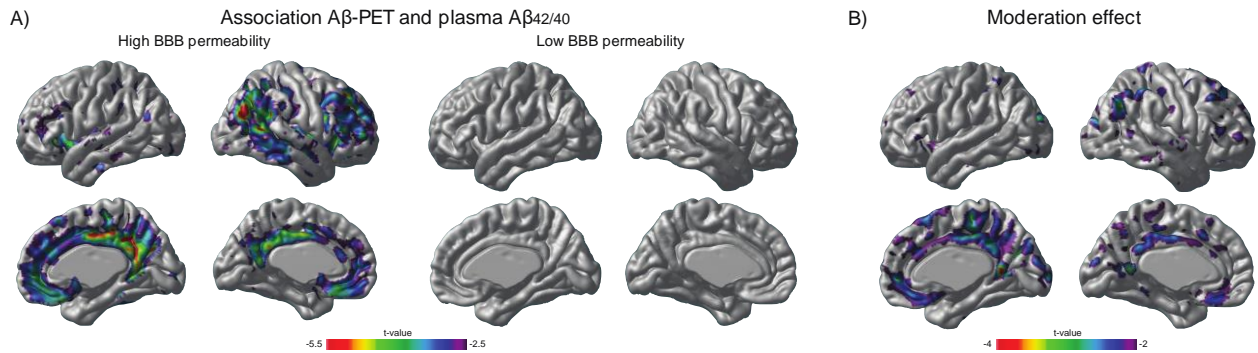 A)
Association Aβ-PET and plasma Aβ42/40
High BBB permeability
Low BBB permeability
B)
Moderation effect
t-value
-5.5
-2.5
t-value
-4
-2